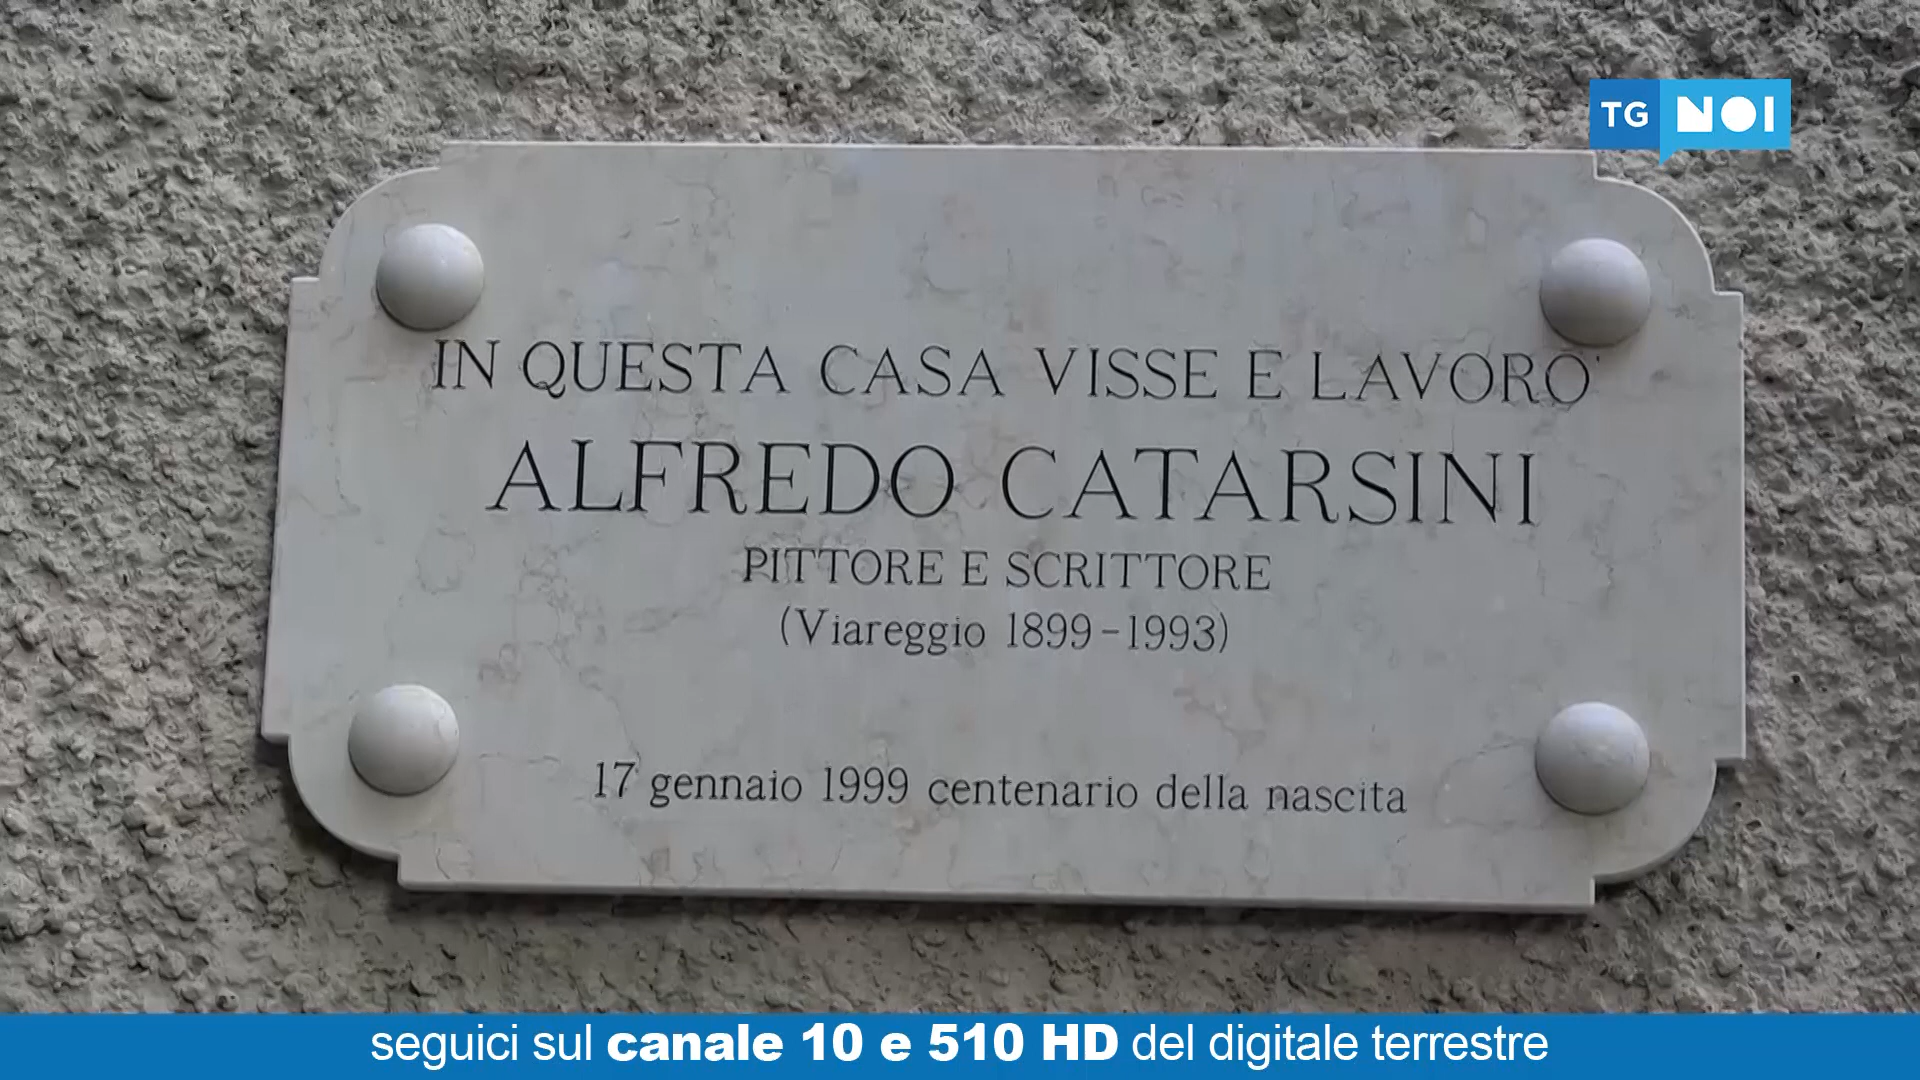 TG NOI
IN QUESTA CASA VISSE E LAVORO'
ALFREDO CATARSINI
PITTORE E SCRITTORE
(Viareggio 1899-1993)
17 gennaio 1999 centenario della nascita
seguici sul canale 10 e 510 HD del digitale terrestre